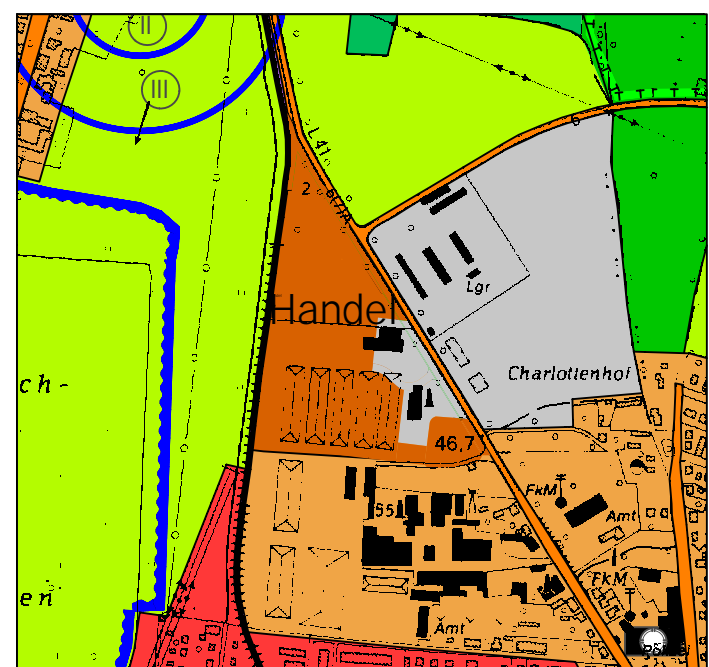 II
III
L 41
2
Lgr
Handel
ch-
Charlottenhof
46,7
FkM
55
Amt
FKM
en
Amt